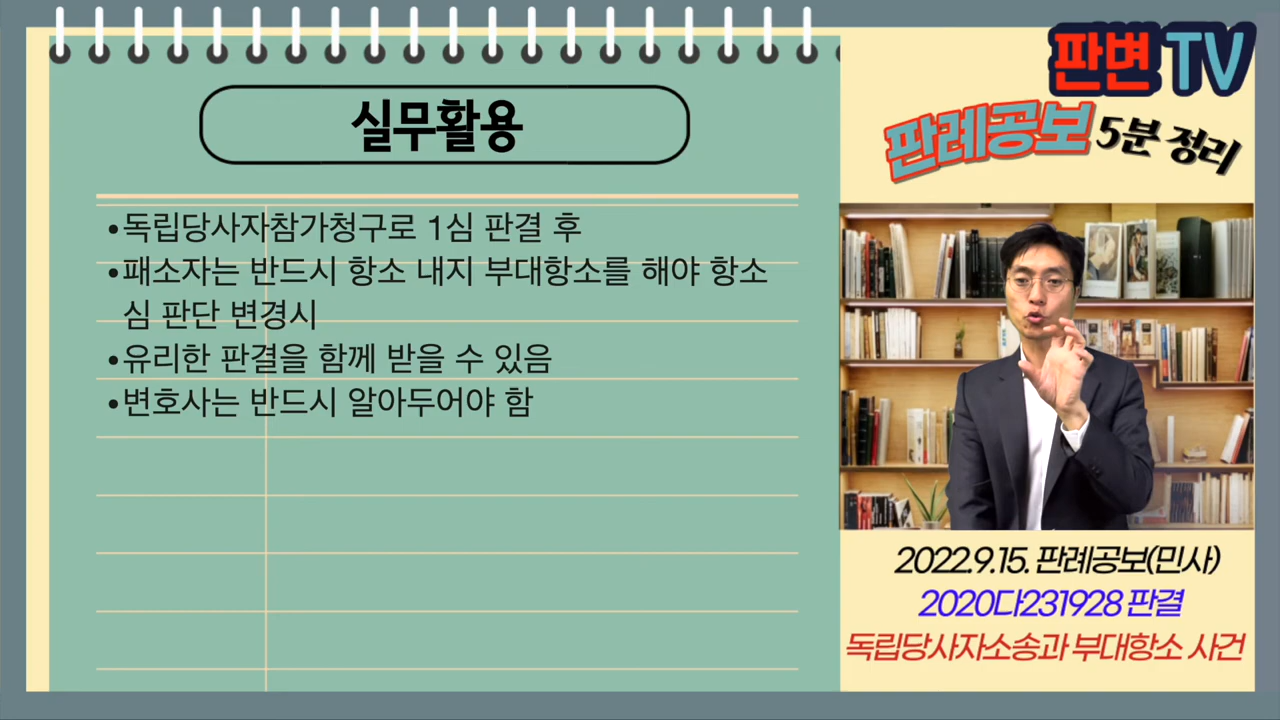 실무활용
•독립당사자참가청구로 1심 판결 후
•패소자는 반드시 항소 내지 부대항소를 해야 항소
심 판단 변경시
•유리한 판결을 함께 받을 수 있음
•변호사는 반드시 알아두어야 함
판변 TV
판례공보 5분 정리
2022.9.15. 판례공보(민사)
2020다231928 판결
독립당사자소송과 부대항소 사건